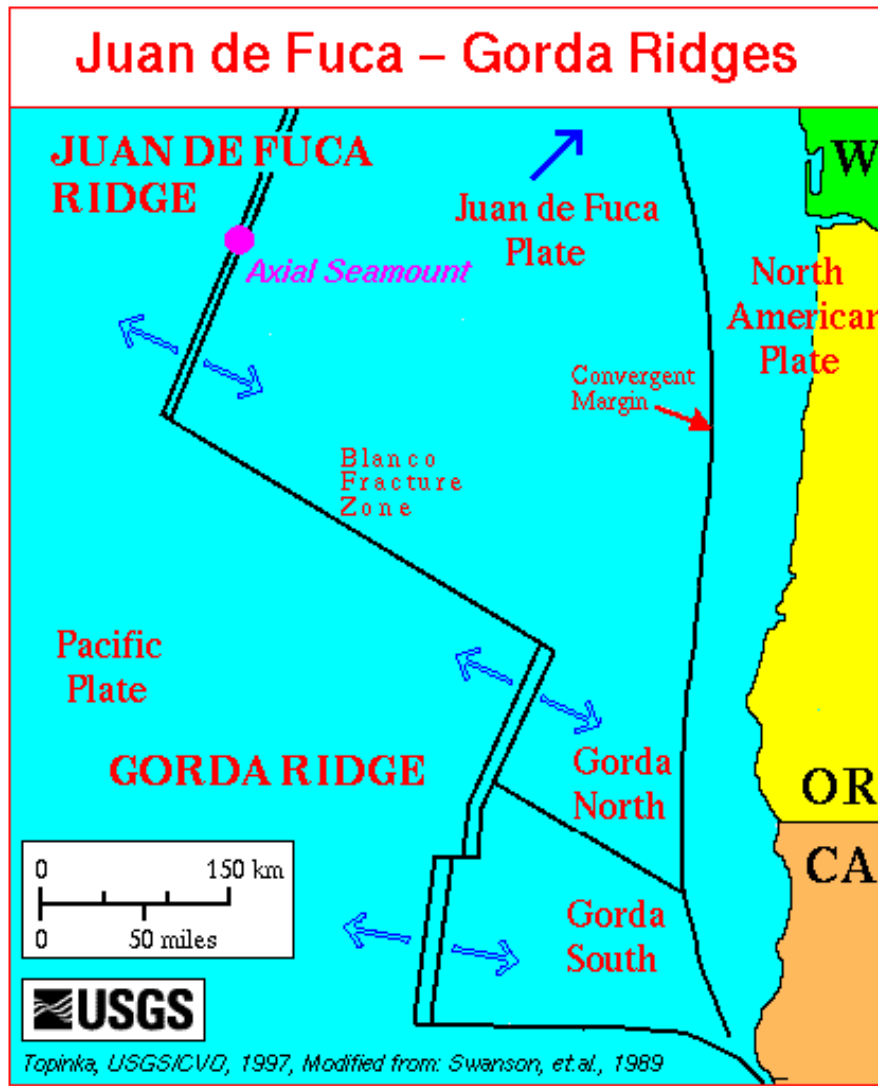 Juan de Fuca – Gorda Ridges
JUAN DE FUCA
RIDGE
W
Juan de Fuca
Plate
Axial Seamount
North
American
Plate
Convergent
Margin
Blanco
Fracture
Zone
Pacific
Plate
GORDA RIDGE
Gorda
North
OR
CA
0 150 km
0 50 miles
Gorda
South
USGS
Topinka, USGS/CVO, 1997, Modified from: Swanson, et.al., 1989